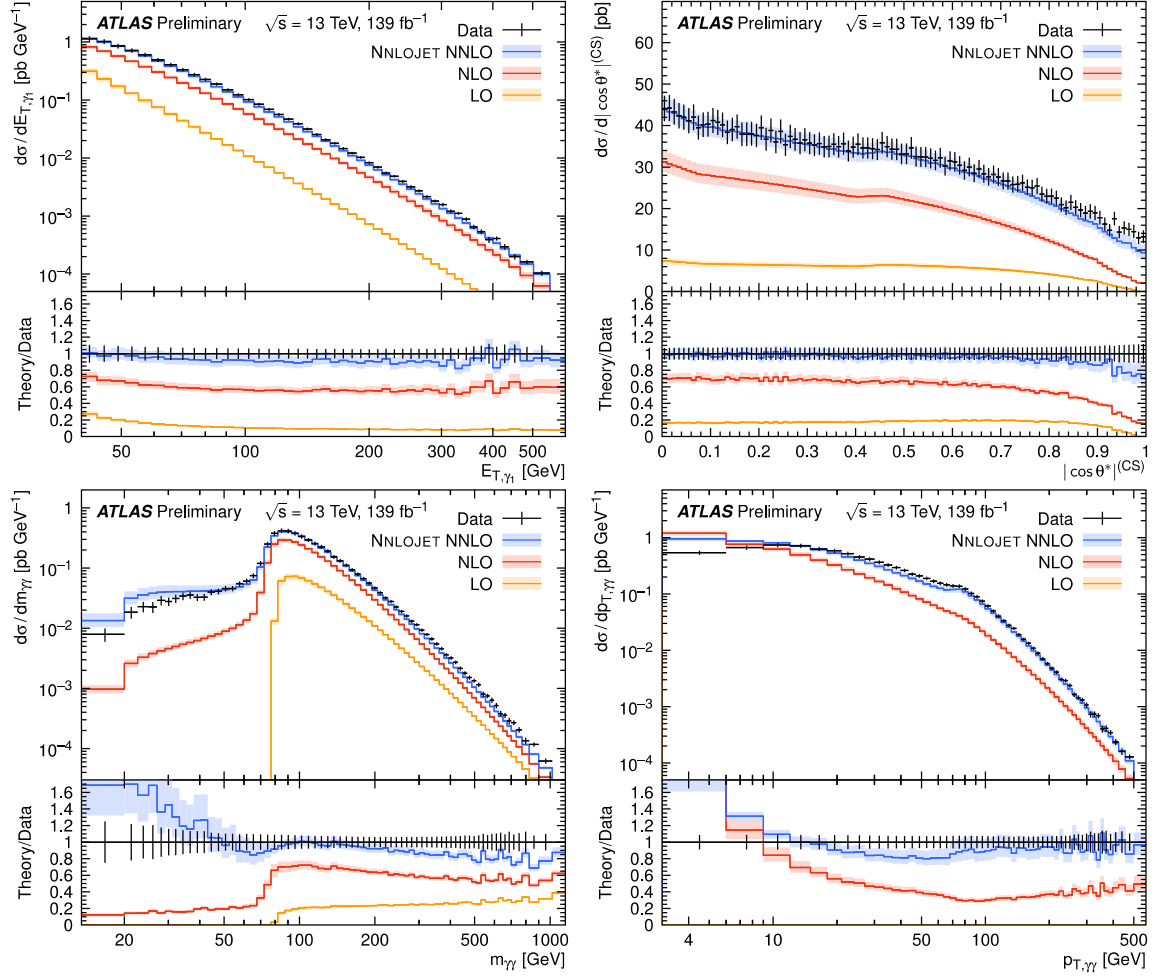 ATLAS Preliminary √s = 13 TeV, 139 fb⁻¹
Data
NNLOJET NNLO
NLO
LO
dσ / dE_T,γ₁ [pb GeV⁻¹]
1
10⁻¹
10⁻²
10⁻³
10⁻⁴
Theory/Data
1.6
1.4
1.2
1
0.8
0.6
0.4
0.2
0
50 100 200 300 400 500
E_T,γ₁ [GeV]
ATLAS Preliminary √s = 13 TeV, 139 fb⁻¹
Data
NNLOJET NNLO
NLO
LO
dσ / d| cos θ*|^(CS) [pb]
60
50
40
30
20
10
0
Theory/Data
1.6
1.4
1.2
1
0.8
0.6
0.4
0.2
0
0 0.1 0.2 0.3 0.4 0.5 0.6 0.7 0.8 0.9 1
| cos θ*|^(CS)
ATLAS Preliminary √s = 13 TeV, 139 fb⁻¹
Data
NNLOJET NNLO
NLO
LO
dσ / dm_γγ [pb GeV⁻¹]
1
10⁻¹
10⁻²
10⁻³
10⁻⁴
Theory/Data
1.6
1.4
1.2
1
0.8
0.6
0.4
0.2
0
20 50 100 200 500 1000
m_γγ [GeV]
ATLAS Preliminary √s = 13 TeV, 139 fb⁻¹
Data
NNLOJET NNLO
NLO
LO
dσ / dp_T,γγ [pb GeV⁻¹]
1
10⁻¹
10⁻²
10⁻³
10⁻⁴
Theory/Data
1.6
1.4
1.2
1
0.8
0.6
0.4
0.2
0
3 4 10 50 100 500
p_T,γγ [GeV]